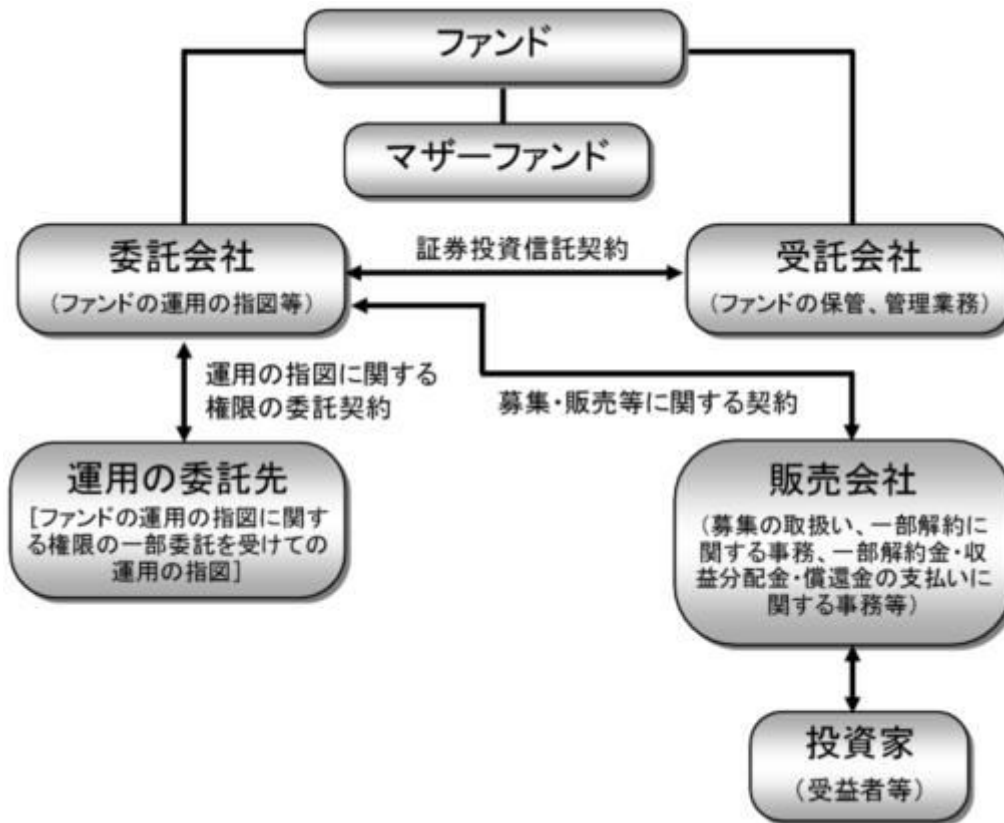 ファンド
マザーファンド
委託会社
（ファンドの運用の指図等）
証券投資信託契約
受託会社
（ファンドの保管、管理業務）
運用の指図に関する
権限の委託契約
募集・販売等に関する契約
運用の委託先
［ファンドの運用の指図に関す
る権限の一部委託を受けての
運用の指図］
販売会社
（募集の取扱い、一部解約に
関する事務、一部解約金・収
益分配金・償還金の支払いに
関する事務等）
投資家
（受益者等）